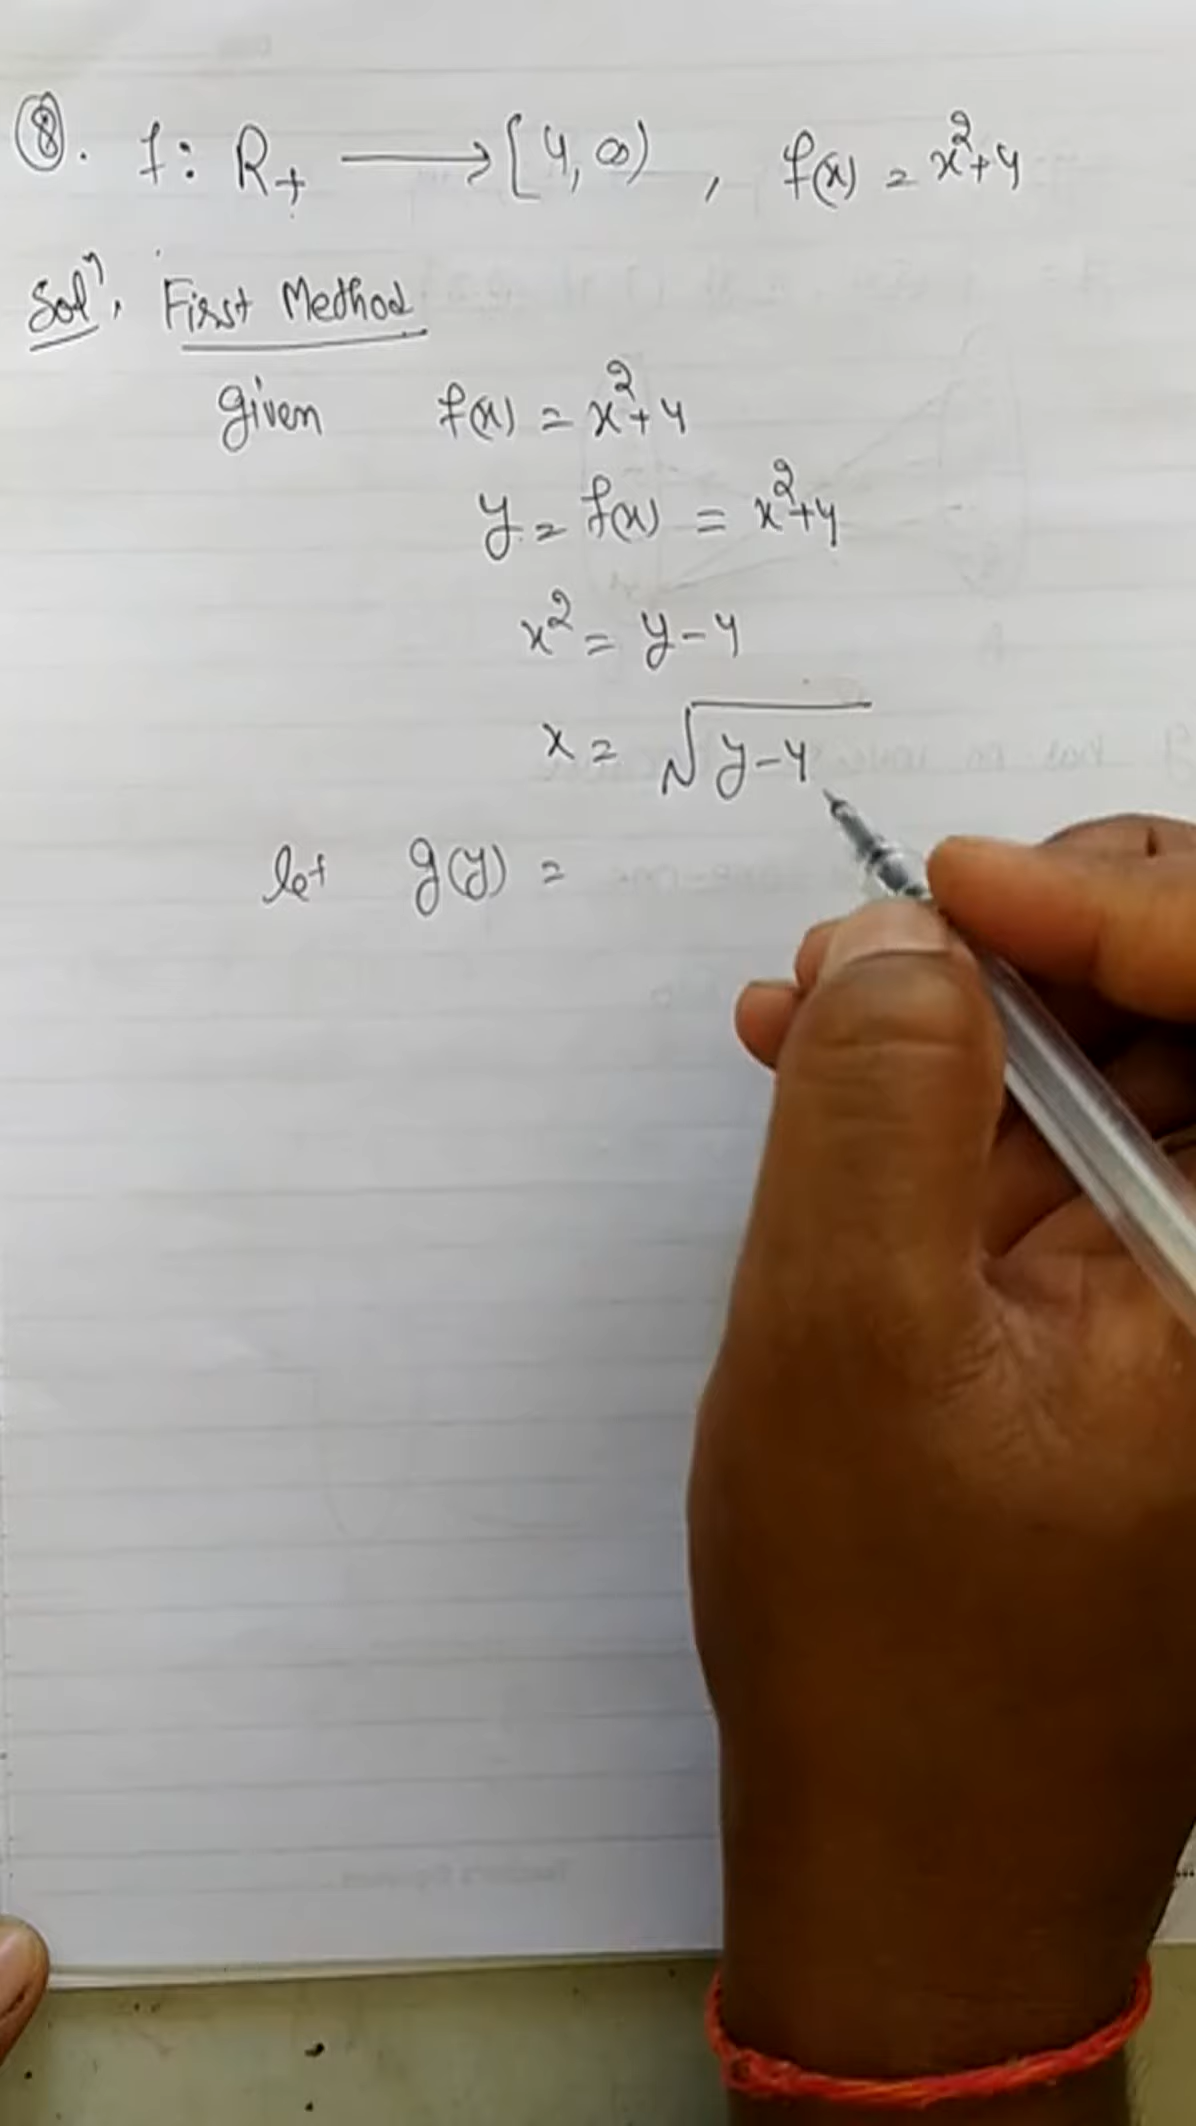 ⑧. f: R₊ ⟶ [4, ∞) , f(x) = x²+4
Solⁿ, First Method
given f(x) = x²+4
y = f(x) = x²+4
x² = y-4
x = √(y-4)
let g(y) =